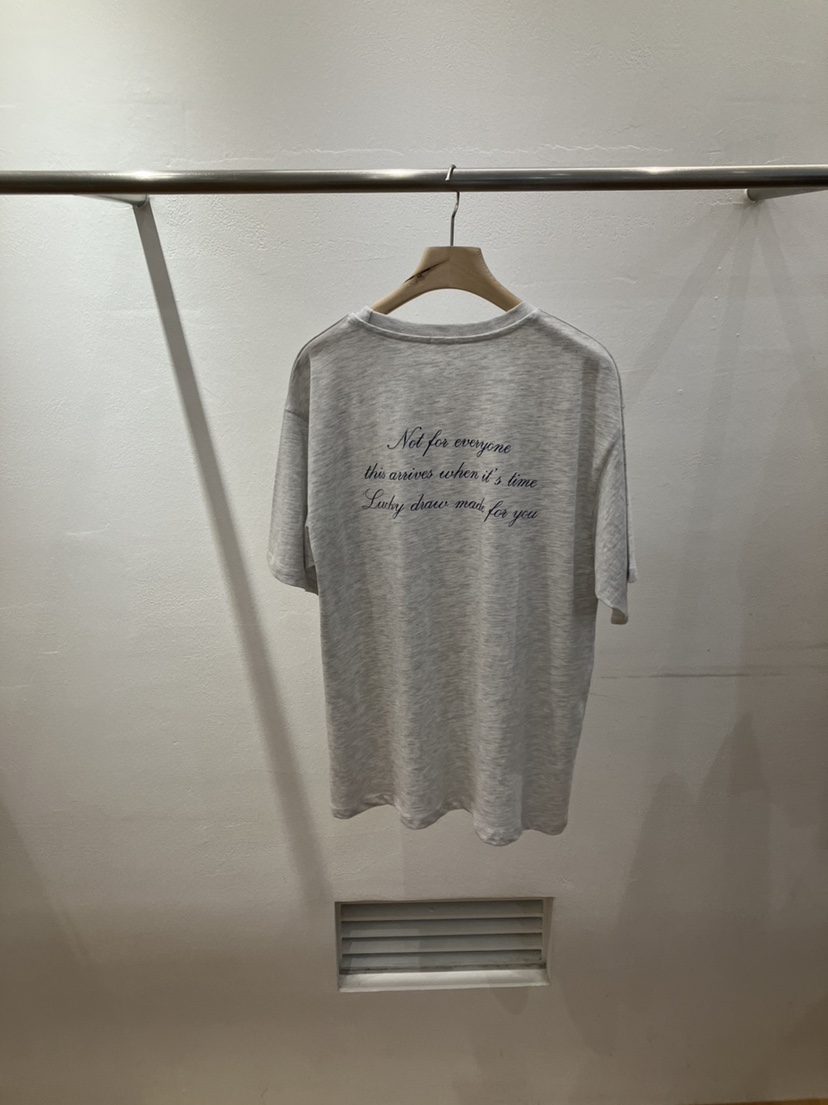 Not for everyone
this arrives when it's time
Lucky draw made for you